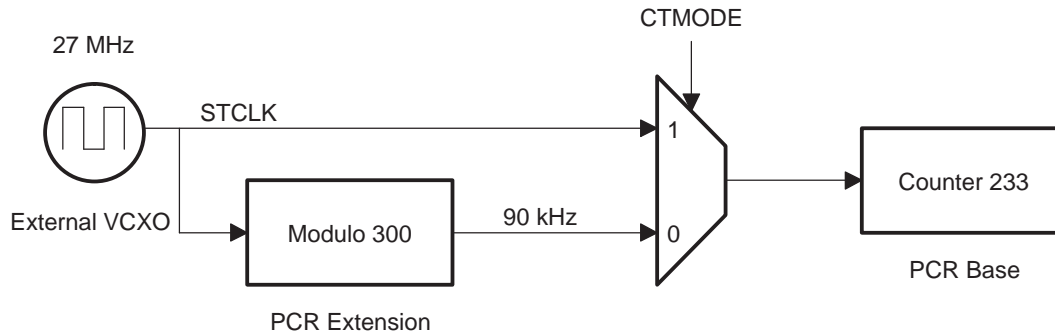 CTMODE
27 MHz
STCLK
1
Counter 233
External VCXO
Modulo 300
90 kHz
0
PCR Base
PCR Extension